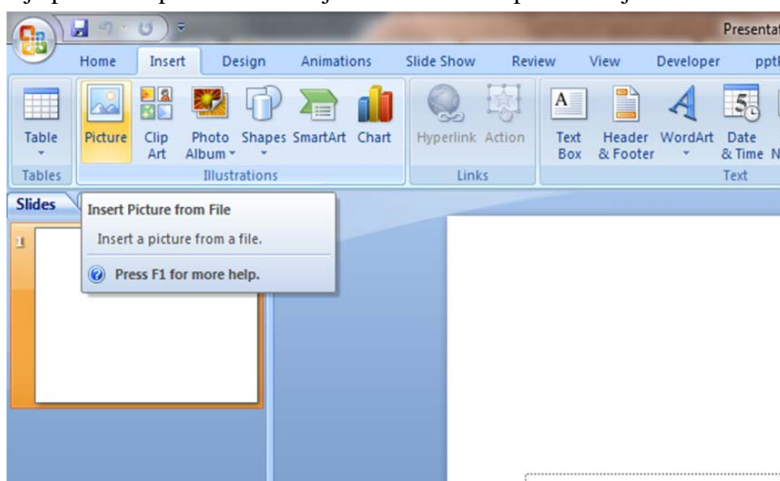 Presentat
Home Insert Design Animations Slide Show Review View Developer
Table Picture Clip Art Photo Album Shapes SmartArt Chart Hyperlink Action Text Box Header & Footer WordArt Date & Time
Tables Illustrations Links Text
Slides
Insert Picture from File
1
Insert a picture from a file.
Press F1 for more help.